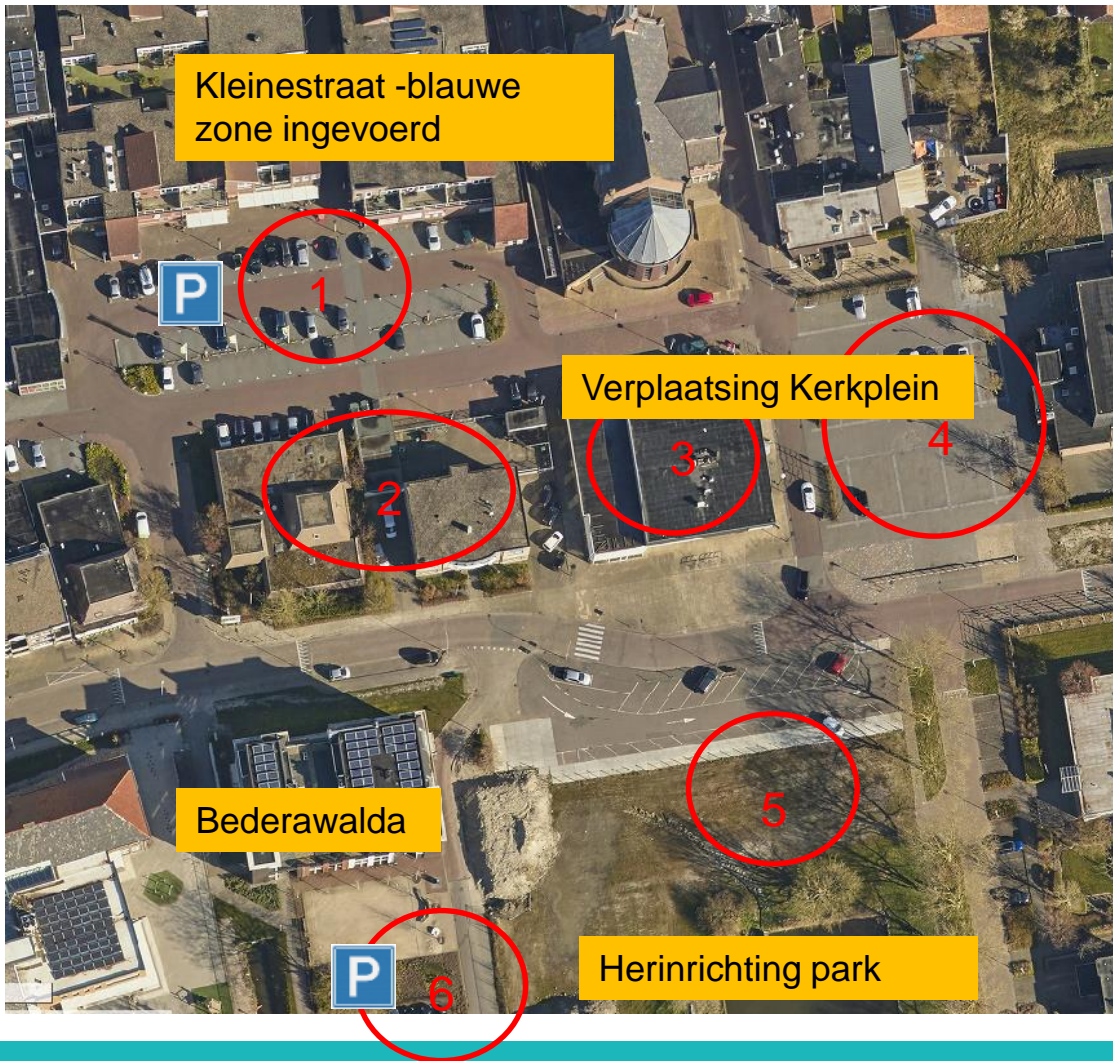 Kleinestraat -blauwe
zone ingevoerd
P
1
Verplaatsing Kerkplein
2
3
4
5
Bederawalda
Herinrichting park
P
6